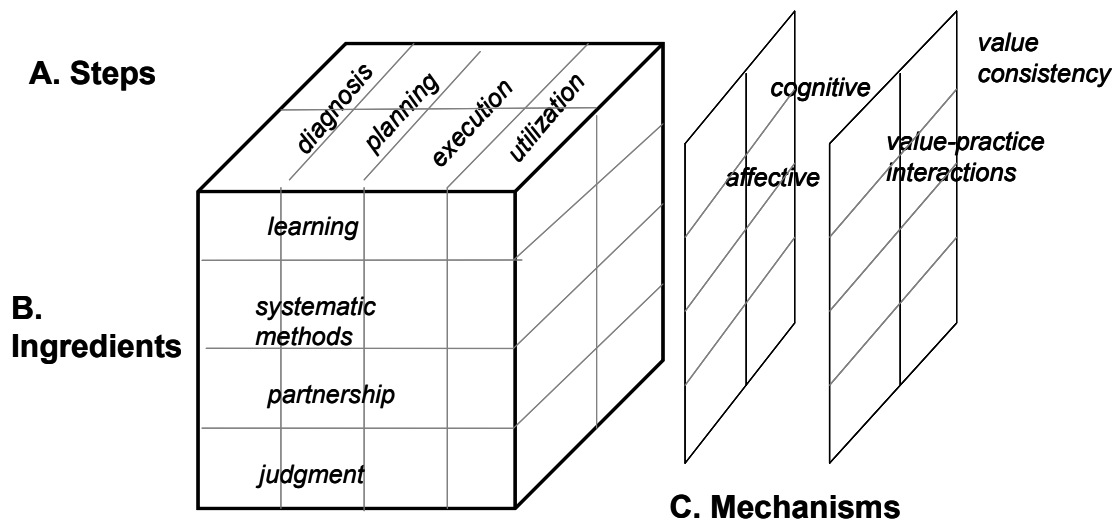 A. Steps
diagnosis
planning
execution
utilization
B.
Ingredients
learning
systematic
methods
partnership
judgment
cognitive
affective
value
consistency
value-practice
interactions
C. Mechanisms